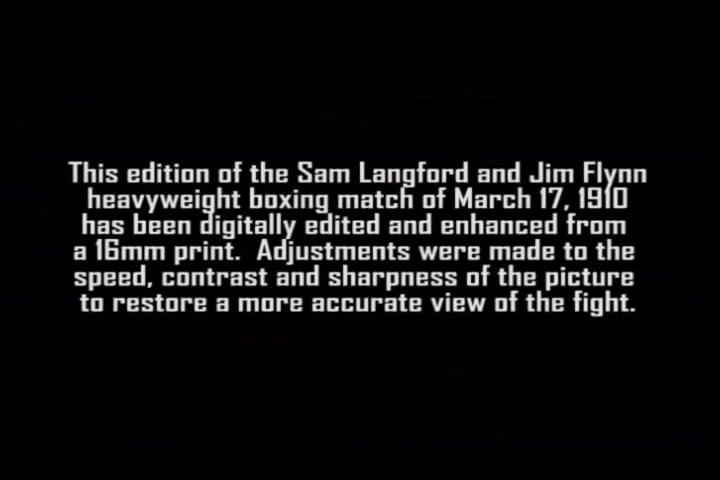 This edition of the Sam Langford and Jim Flynn
heavyweight boxing match of March 17, 1910
has been digitally edited and enhanced from
a 16mm print.  Adjustments were made to the
speed, contrast and sharpness of the picture
to restore a more accurate view of the fight.